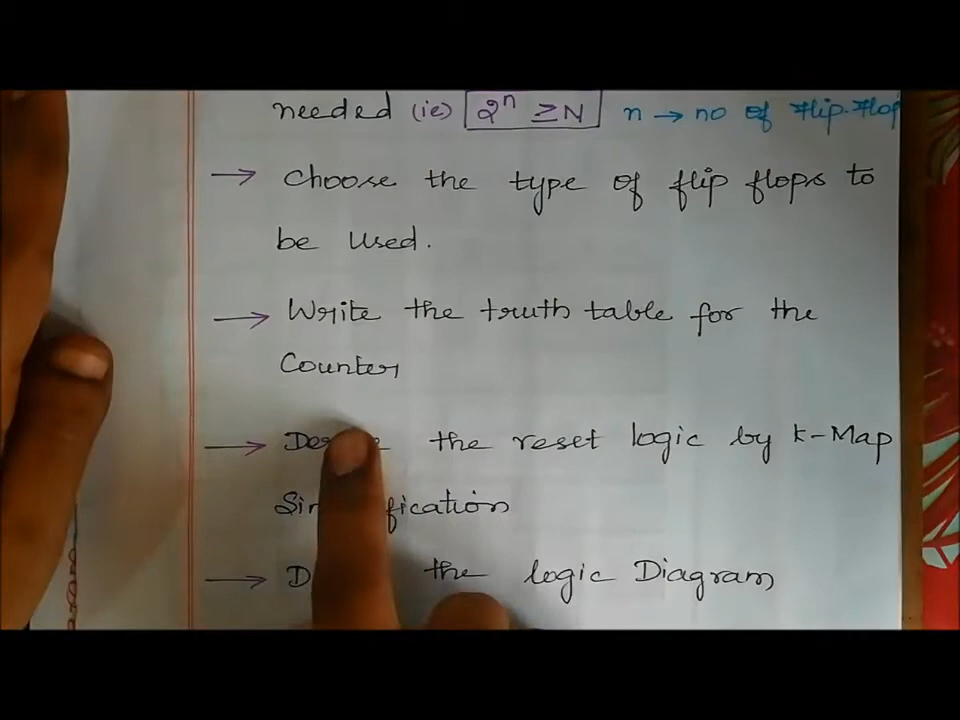 needed (ie) 2ⁿ ≥ N n → no of Flip-Flop
→ Choose the type of flip flops to
be used.
→ Write the truth table for the
Counter
→ the reset logic by K-Map
→ the logic Diagram